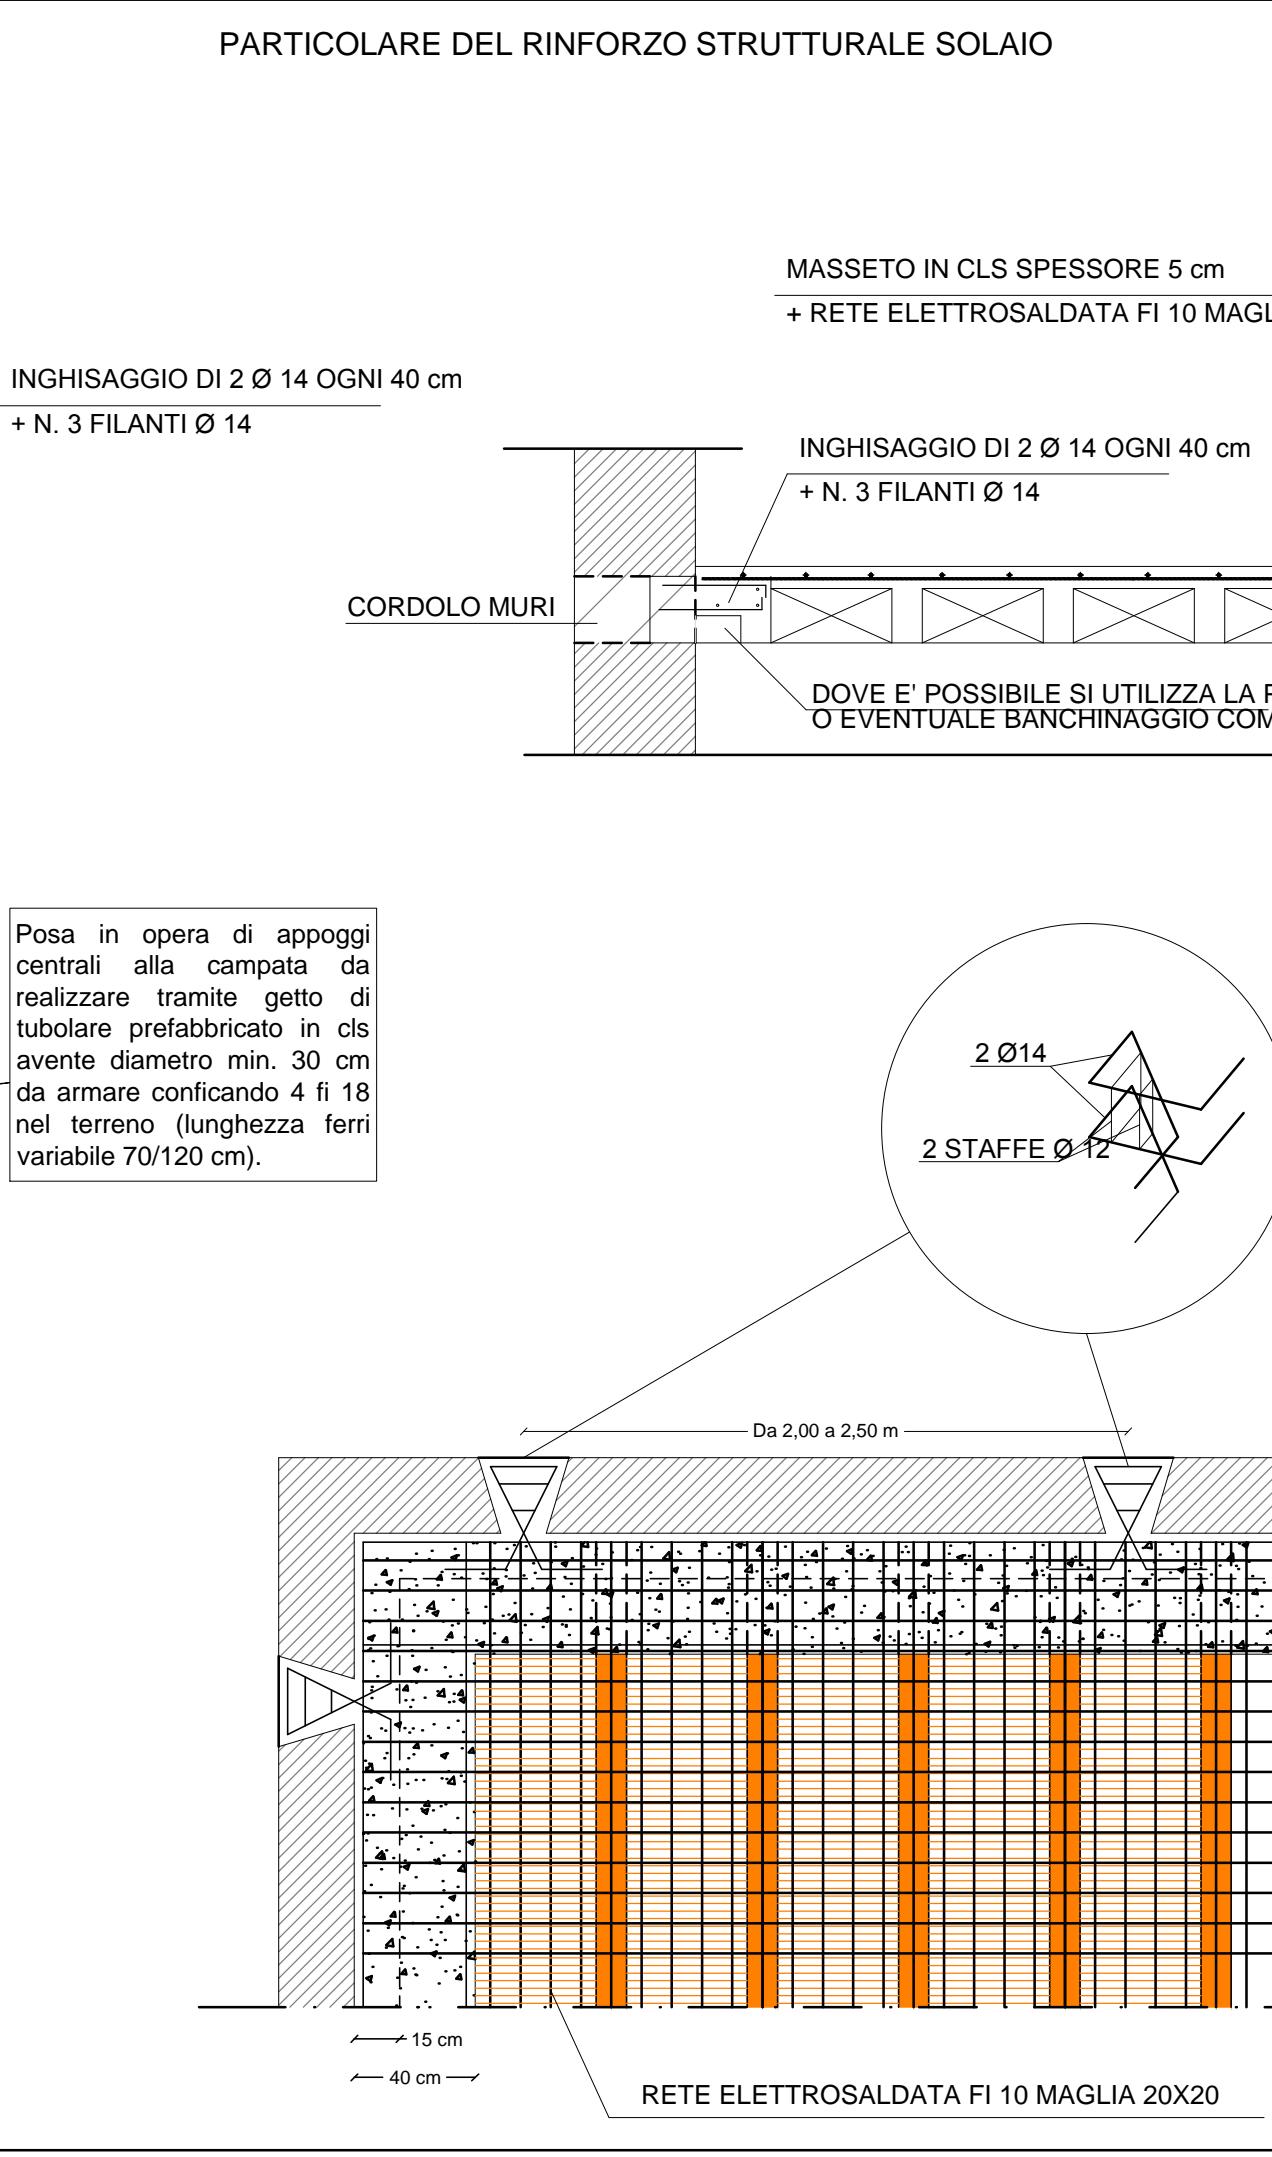 PARTICOLARE DEL RINFORZO STRUTTURALE SOLAIO
MASSETO IN CLS SPESSORE 5 cm
+ RETE ELETTROSALDATA FI 10
INGHISAGGIO DI 2 Ø 14 OGNI 40 cm
+ N. 3 FILANTI Ø 14
INGHISAGGIO DI 2 Ø 14 OGNI 40 cm
+ N. 3 FILANTI Ø 14
CORDOLO MURI
DOVE E' POSSIBILE SI UTILIZZA LA
O EVENTUALE BANCHINAGGIO
Posa in opera di appoggi
centrali alla campata da
realizzare tramite getto di
tubolare prefabbricato in cls
avente diametro min. 30 cm
da armare conficando 4 fi 18
nel terreno (lunghezza ferri
variabile 70/120 cm).
2 Ø14
2 STAFFE Ø 12
Da 2,00 a 2,50 m
15 cm
40 cm
RETE ELETTROSALDATA FI 10 MAGLIA 20X20